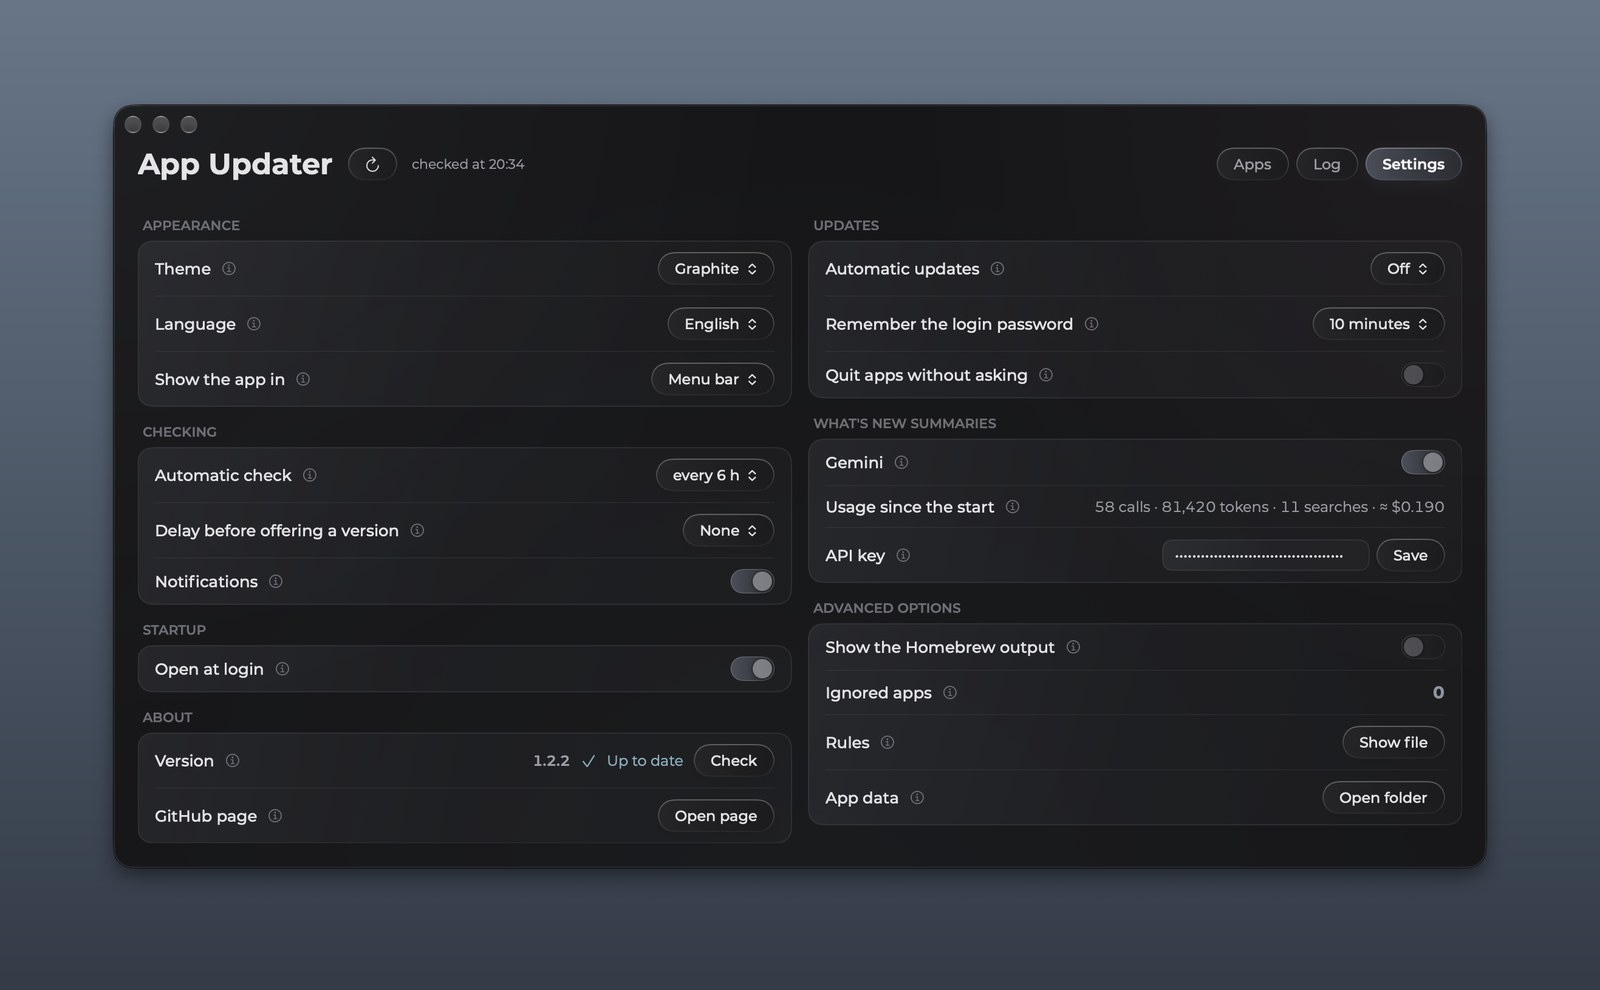 App Updater
checked at 20:34
Apps
Log
Settings
APPEARANCE
Theme
Graphite
Language
English
Show the app in
Menu bar
CHECKING
Automatic check
every 6 h
Delay before offering a version
None
Notifications
STARTUP
Open at login
ABOUT
Version
1.2.2 ✓ Up to date
Check
GitHub page
Open page
UPDATES
Automatic updates
Off
Remember the login password
10 minutes
Quit apps without asking
WHAT'S NEW SUMMARIES
Gemini
Usage since the start
58 calls · 81,420 tokens · 11 searches · ≈ $0.190
API key
Save
ADVANCED OPTIONS
Show the Homebrew output
Ignored apps
0
Rules
Show file
App data
Open folder